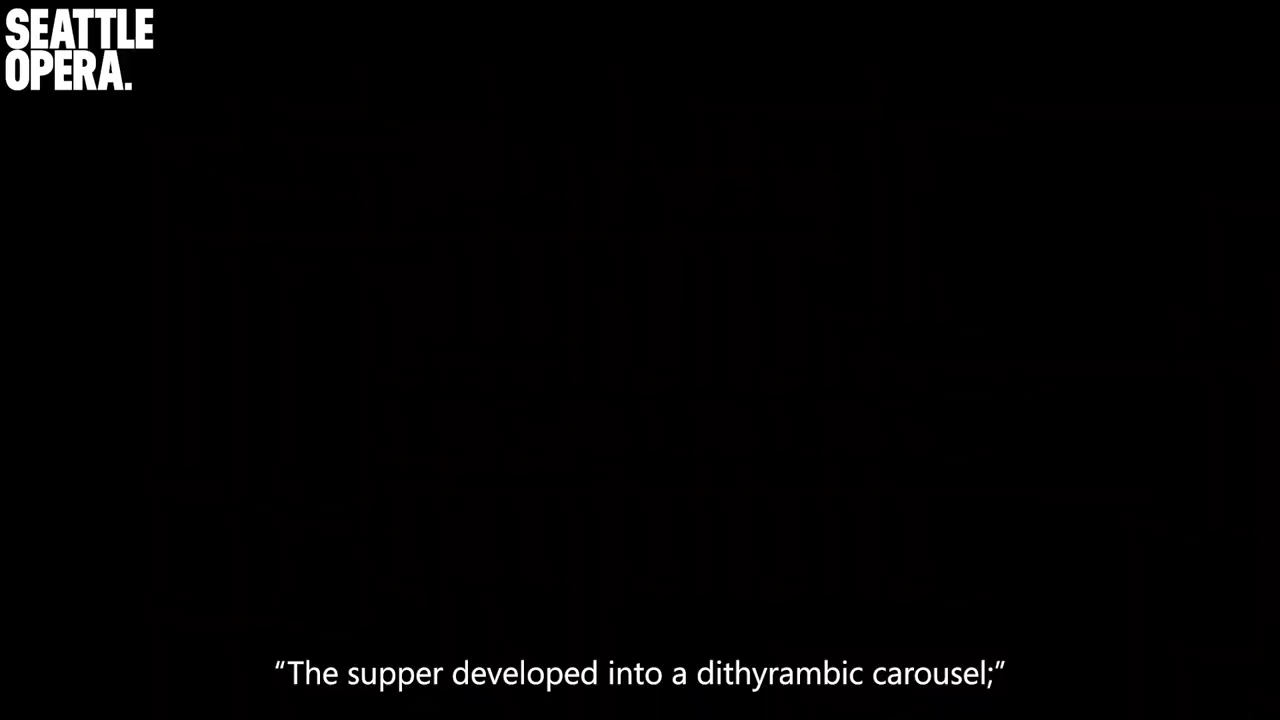 SEATTLE
OPERA.
“The supper developed into a dithyrambic carousel;”